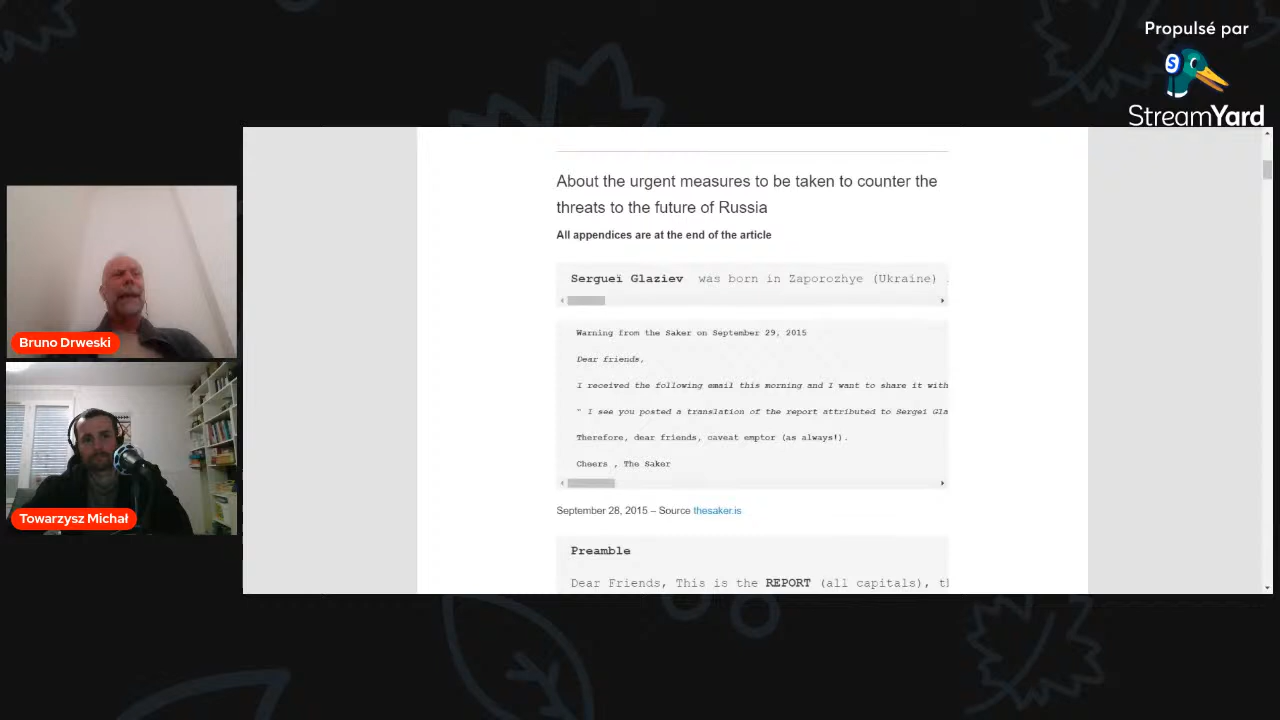 Propulsé par
StreamYard
About the urgent measures to be taken to counter the
threats to the future of Russia
All appendices are at the end of the article
Sergueï Glaziev was born in Zaporozhye (Ukraine) .
Warning from the Saker on September 29, 2015
Dear friends,
I received the following email this morning and I want to share it with
" I see you posted a translation of the report attributed to Sergei Gla
Therefore, dear friends, caveat emptor (as always!).
Cheers , The Saker
September 28, 2015 – Source thesaker.is
Preamble
Dear Friends, This is the REPORT (all capitals), th
Bruno Drweski
Towarzysz Michał